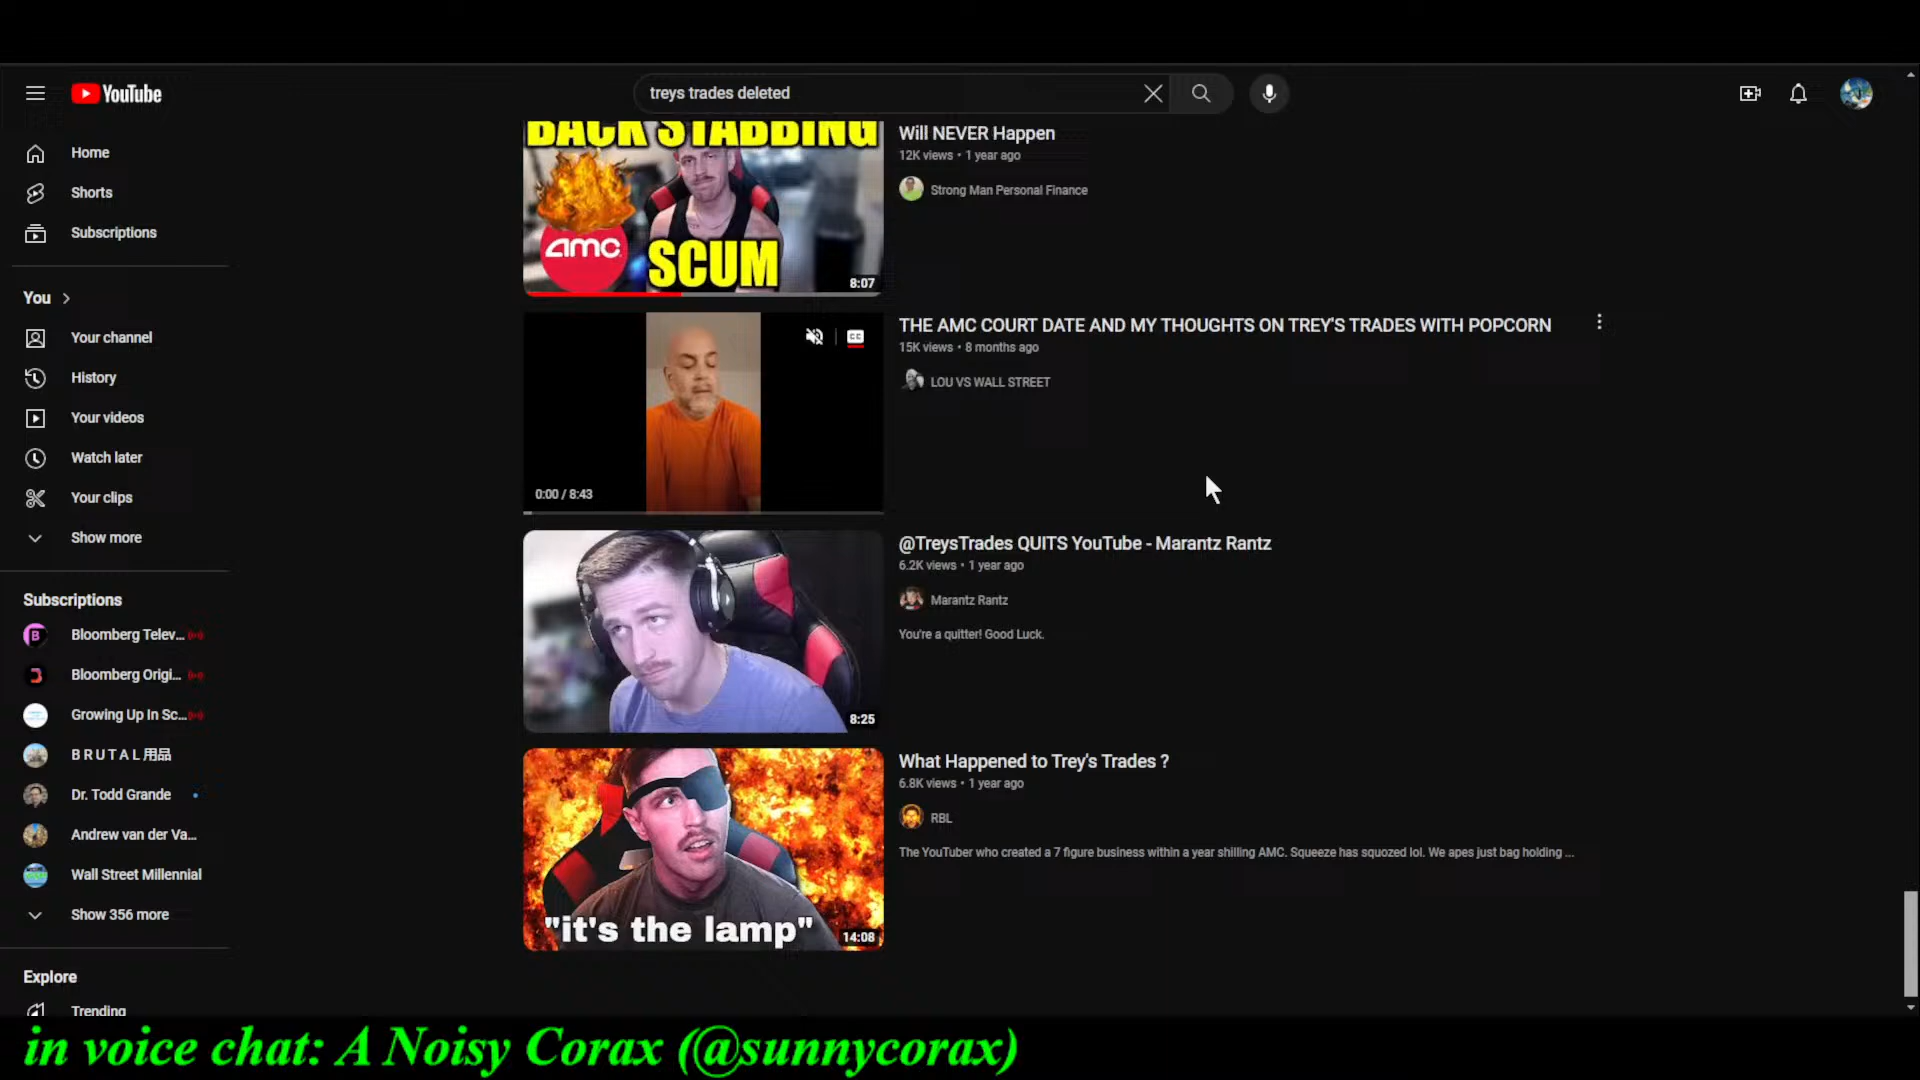 YouTube
treys trades deleted
Home
Shorts
Subscriptions
You
Your channel
History
Your videos
Watch later
Your clips
Show more
Subscriptions
Bloomberg Telev...
Bloomberg Origi...
Growing Up In Sc...
B R U T A L 用品
Dr. Todd Grande
Andrew van der Va...
Wall Street Millennial
Show 356 more
Explore
Trending
BACK STABBING
amc
SCUM
8:07
Will NEVER Happen
12K views • 1 year ago
Strong Man Personal Finance
CC
0:00 / 8:43
THE AMC COURT DATE AND MY THOUGHTS ON TREY'S TRADES WITH POPCORN
15K views • 8 months ago
LOU VS WALL STREET
8:25
@TreysTrades QUITS YouTube - Marantz Rantz
6.2K views • 1 year ago
Marantz Rantz
You're a quitter! Good Luck.
"it's the lamp"
14:08
What Happened to Trey's Trades ?
6.8K views • 1 year ago
RBL
The YouTuber who created a 7 figure business within a year shilling AMC. Squeeze has squozed lol. We apes just bag holding ...
in voice chat: A Noisy Corax (@sunnycorax)